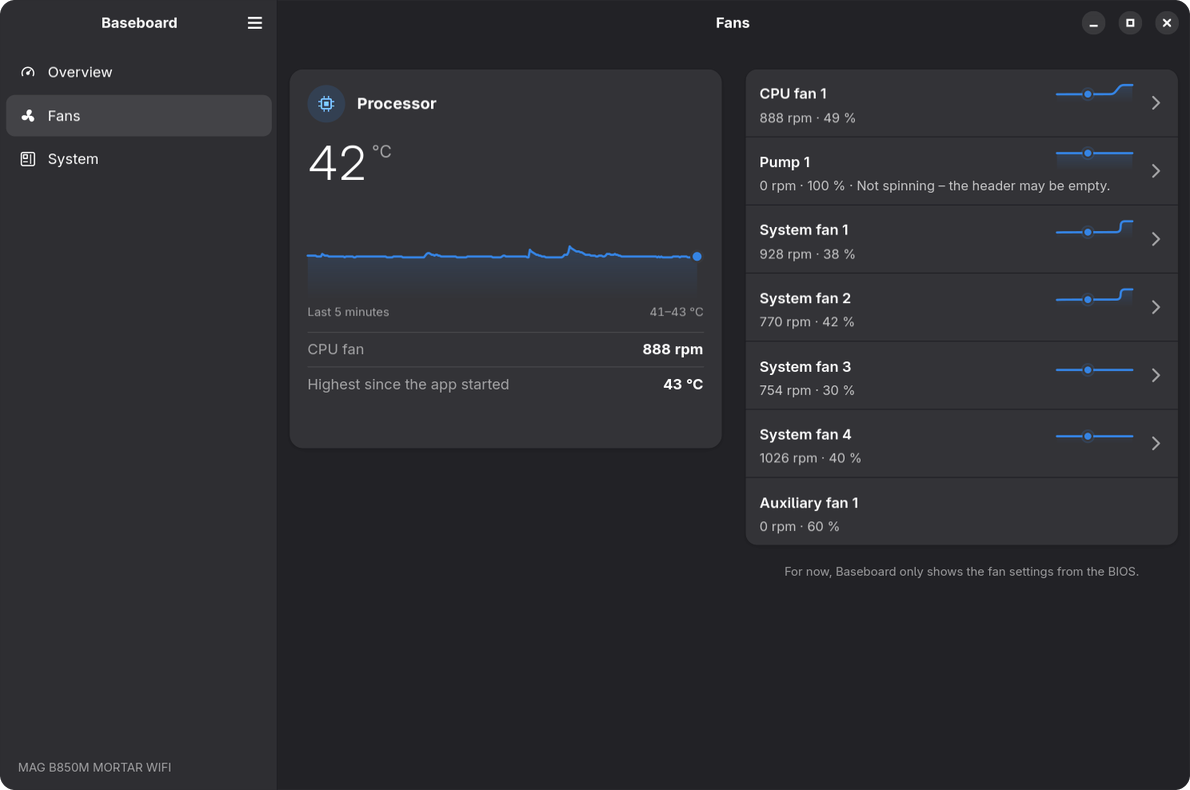 Baseboard
Fans
Overview
Fans
System
MAG B850M MORTAR WIFI
Processor
42 °C
Last 5 minutes 41–43 °C
CPU fan 888 rpm
Highest since the app started 43 °C
CPU fan 1
888 rpm · 49 %
Pump 1
0 rpm · 100 % · Not spinning – the header may be empty.
System fan 1
928 rpm · 38 %
System fan 2
770 rpm · 42 %
System fan 3
754 rpm · 30 %
System fan 4
1026 rpm · 40 %
Auxiliary fan 1
0 rpm · 60 %
For now, Baseboard only shows the fan settings from the BIOS.